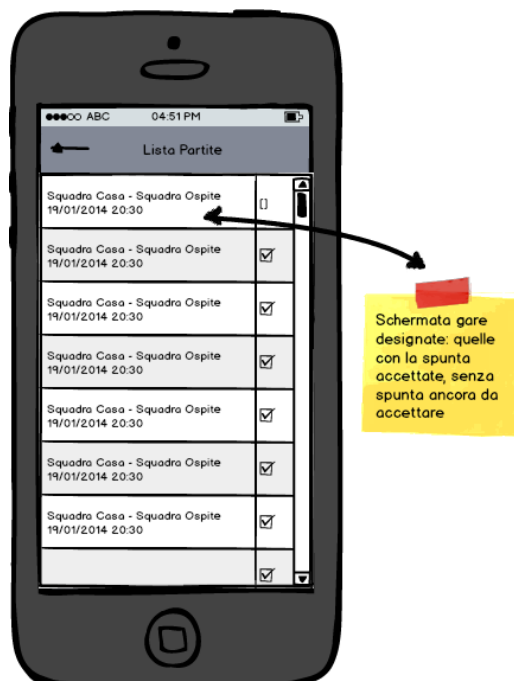 ABC 04:51 PM
Lista Partite
Squadra Casa - Squadra Ospite
19/01/2014 20:30
[]
Squadra Casa - Squadra Ospite
19/01/2014 20:30
Squadra Casa - Squadra Ospite
19/01/2014 20:30
Squadra Casa - Squadra Ospite
19/01/2014 20:30
Squadra Casa - Squadra Ospite
19/01/2014 20:30
Squadra Casa - Squadra Ospite
19/01/2014 20:30
Squadra Casa - Squadra Ospite
19/01/2014 20:30
Schermata gare
designate: quelle
con la spunta
accettate, senza
spunta ancora da
accettare